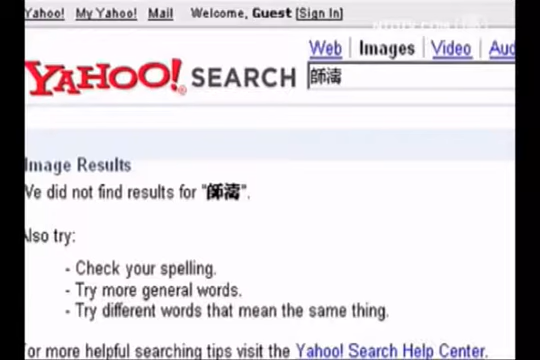 Yahoo! My Yahoo! Mail Welcome, Guest [Sign In]
Web Images Video Aud
YAHOO! SEARCH 師濤
Image Results
Ve did not find results for "師濤".
Also try:
- Check your spelling.
- Try more general words.
- Try different words that mean the same thing.
For more helpful searching tips visit the Yahoo! Search Help Center.